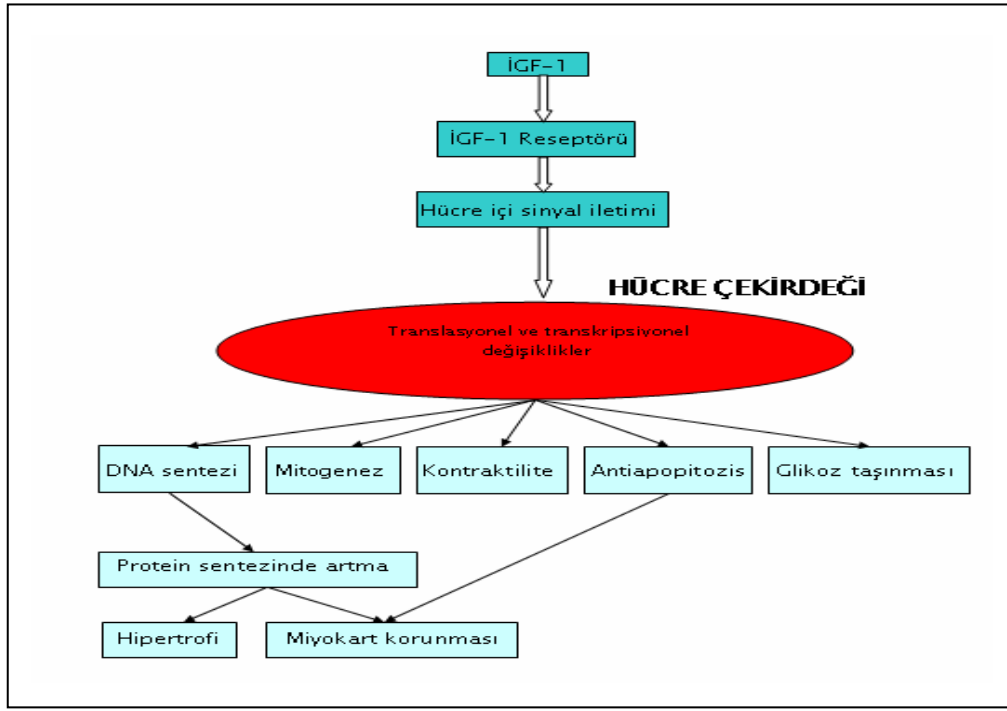 İGF-1
İGF-1 Reseptörü
Hücre içi sinyal iletimi
HÜCRE ÇEKİRDEĞİ
Translasyonel ve transkripsiyonel
değişiklikler
DNA sentezi
Mitogenez
Kontraktilite
Antiapopitozis
Glikoz taşınması
Protein sentezinde artma
Hipertrofi
Miyokart korunması